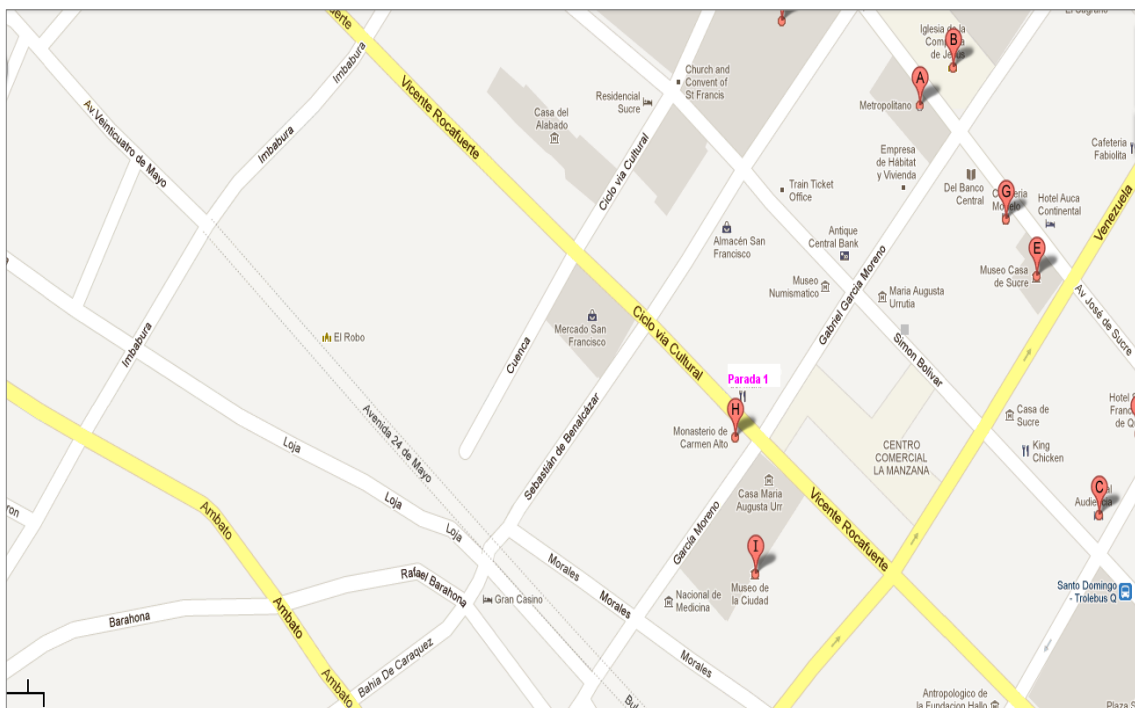 El Sagrario
Iglesia de la
Compañía
de Jesús
B
A
Metropolitano
Imbabura
Vicente Rocafuerte
Church and
Convent of
St Francis
Residencial
Sucre
Casa del
Alabado
Av Veinticuatro de Mayo
Imbabura
Ciclo via Cultural
Empresa
de Hábitat
y Vivienda
Cafeteria
Fabiolita
Train Ticket
Office
Del Banco
Central
G
Hotel Auca
Continental
Venezuela
Almacén San
Francisco
Antique
Central Bank
Gabriel García Moreno
E
Museo Casa
de Sucre
Museo
Numismatico
Maria Augusta
Urrutia
Av José de Sucre
Mercado San
Francisco
Ciclo via Cultural
El Robo
Cuenca
Imbabura
Simon Bolivar
Parada 1
H
Monasterio de
Carmen Alto
Sebastián de Benalcázar
Avenida 24 de Mayo
Casa de
Sucre
King
Chicken
CENTRO
COMERCIAL
LA MANZANA
Loja
Loja
Loja
Casa Maria
Augusta Urr
Vicente Rocafuerte
C
García Moreno
Ambato
I
Museo de
la Ciudad
Morales
Morales
Morales
Rafael Barahona
Gran Casino
Nacional de
Medicina
Santo Domingo
- Trolebus Q
Barahona
Ambato
Ambato
Bahia De Caraquez
Antropologico de
la Fundacion Hallo